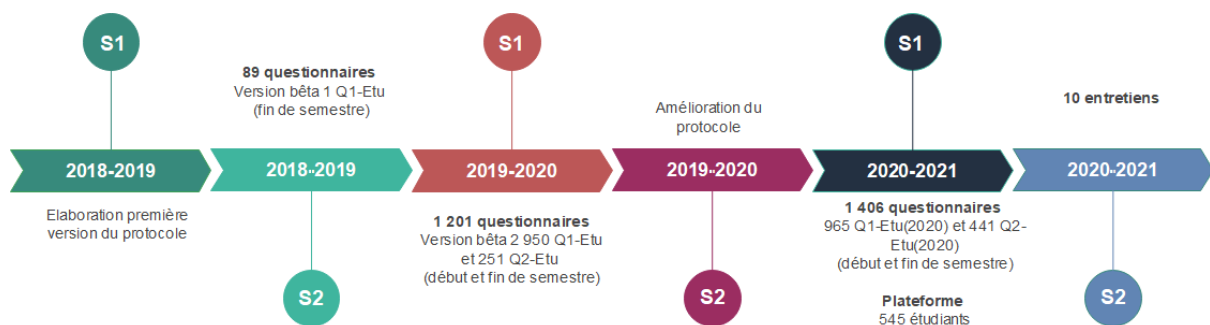 S1
2018-2019
Elaboration première
version du protocole
89 questionnaires
Version bêta 1 Q1-Etu
(fin de semestre)
2018-2019
S2
S1
2019-2020
1 201 questionnaires
Version bêta 2 950 Q1-Etu
et 251 Q2-Etu
(début et fin de semestre)
Amélioration du
protocole
2019-2020
S2
S1
2020-2021
1 406 questionnaires
965 Q1-Etu(2020) et 441 Q2-
Etu(2020)
(début et fin de semestre)
Plateforme
545 étudiants
10 entretiens
2020-2021
S2